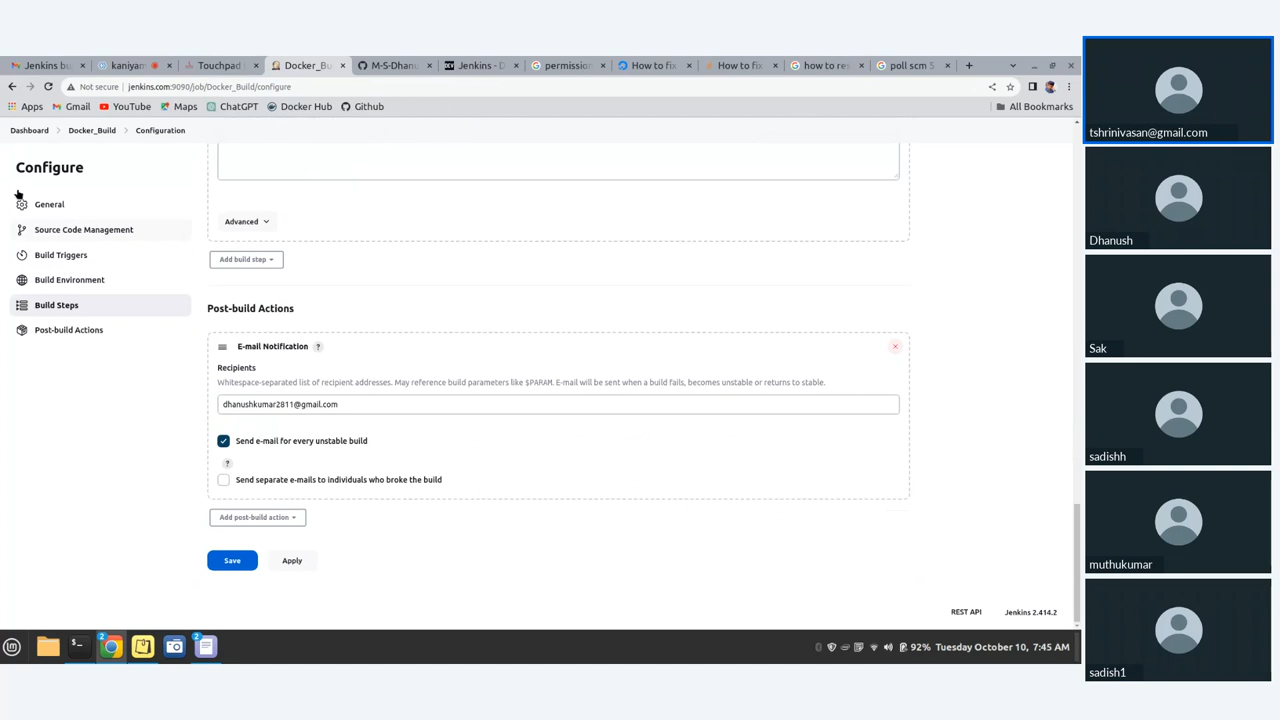 Jenkins bu
kaniyam
Touchpad
Docker_Bu
M-S-Dhanu
Jenkins - D
permission
How to fix
How to fix
how to res
poll scm S
Not secure
jenkins.com:9090/job/Docker_Build/configure
Apps
Gmail
YouTube
Maps
ChatGPT
Docker Hub
Github
All Bookmarks
Dashboard
Docker_Build
Configuration
Configure
General
Source Code Management
Build Triggers
Build Environment
Build Steps
Post-build Actions
Advanced
Add build step
Post-build Actions
E-mail Notification ?
Recipients
Whitespace-separated list of recipient addresses. May reference build parameters like $PARAM. E-mail will be sent when a build fails, becomes unstable or returns to stable.
dhanushkumar2811@gmail.com
Send e-mail for every unstable build
?
Send separate e-mails to individuals who broke the build
Add post-build action
Save
Apply
REST API
Jenkins 2.414.2
2
2
92% Tuesday October 10, 7:45 AM
tshrinivasan@gmail.com
Dhanush
Sak
sadishh
muthukumar
sadish1